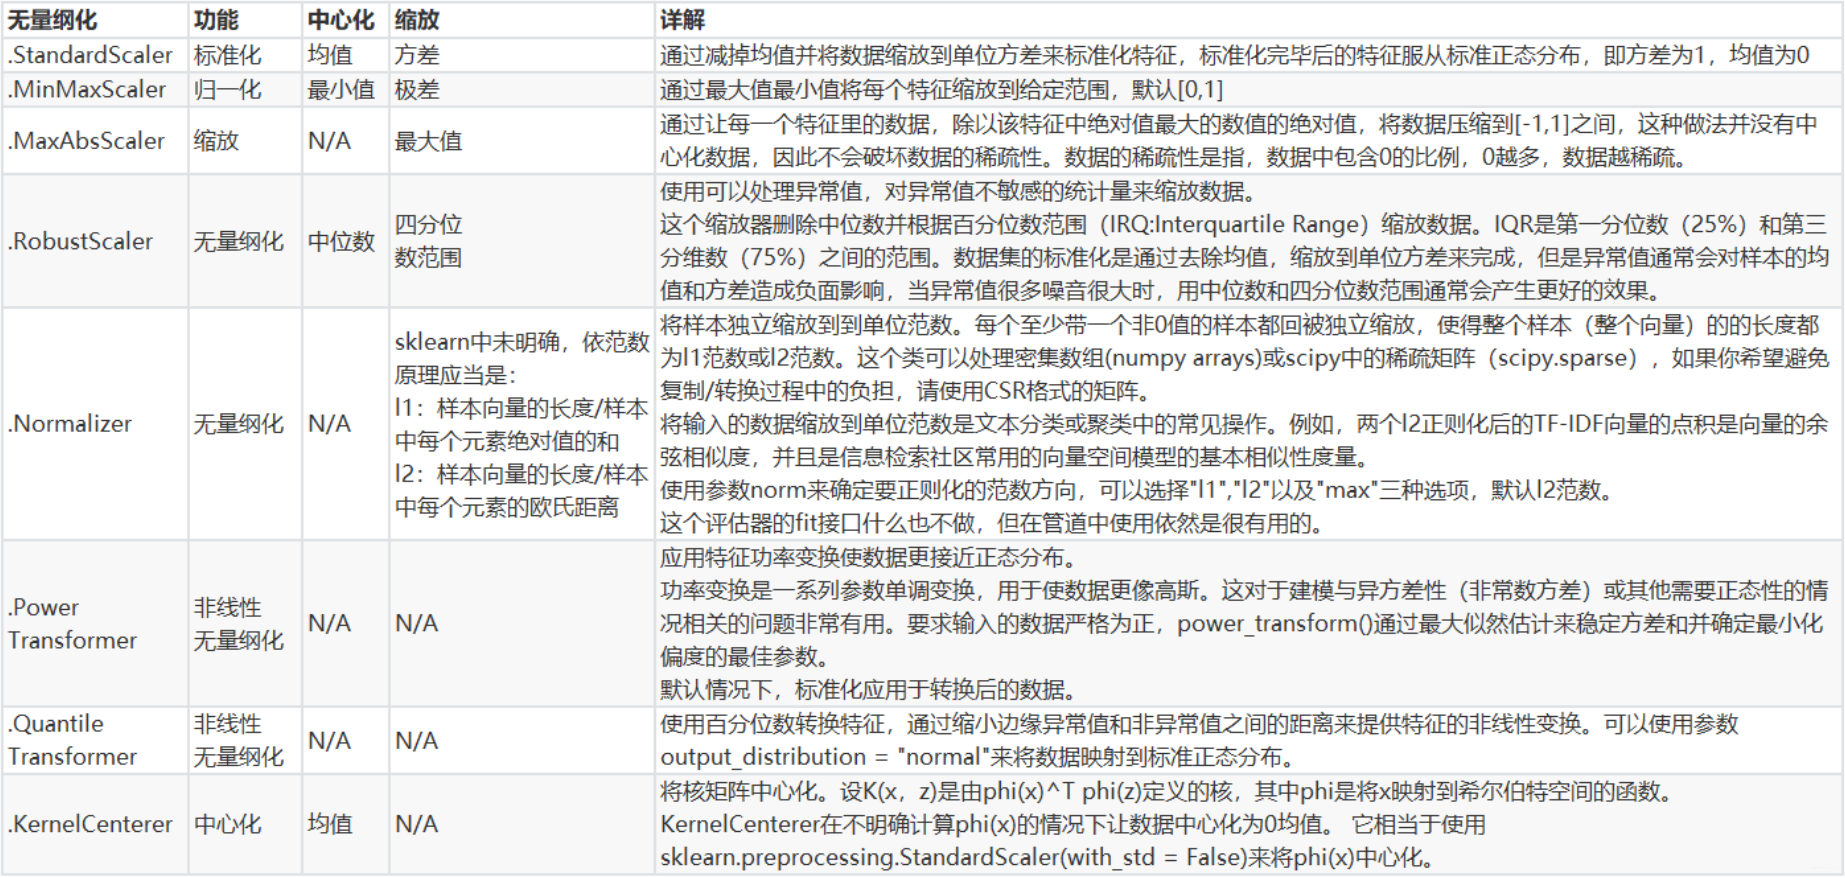 无量纲化 功能 中心化 缩放 详解
.StandardScaler 标准化 均值 方差 通过减掉均值并将数据缩放到单位方差来标准化特征，标准化完毕后的特征服从标准正态分布，即方差为1，均值为0
.MinMaxScaler 归一化 最小值 极差 通过最大值最小值将每个特征缩放到给定范围，默认[0,1]
.MaxAbsScaler 缩放 N/A 最大值
通过让每一个特征里的数据，除以该特征中绝对值最大的数值的绝对值，将数据压缩到[-1,1]之间，这种做法并没有中
心化数据，因此不会破坏数据的稀疏性。数据的稀疏性是指，数据中包含0的比例，0越多，数据越稀疏。
.RobustScaler 无量纲化 中位数
四分位
数范围
使用可以处理异常值，对异常值不敏感的统计量来缩放数据。
这个缩放器删除中位数并根据百分位数范围（IRQ:Interquartile Range）缩放数据。IQR是第一分位数（25%）和第三
分维数（75%）之间的范围。数据集的标准化是通过去除均值，缩放到单位方差来完成，但是异常值通常会对样本的均
值和方差造成负面影响，当异常值很多噪音很大时，用中位数和四分位数范围通常会产生更好的效果。
.Normalizer 无量纲化 N/A
sklearn中未明确，依范数
原理应当是：
l1：样本向量的长度/样本
中每个元素绝对值的和
l2：样本向量的长度/样本
中每个元素的欧氏距离
将样本独立缩放到到单位范数。每个至少带一个非0值的样本都回被独立缩放，使得整个样本（整个向量）的的长度都
为l1范数或l2范数。这个类可以处理密集数组(numpy arrays)或scipy中的稀疏矩阵（scipy.sparse），如果你希望避免
复制/转换过程中的负担，请使用CSR格式的矩阵。
将输入的数据缩放到单位范数是文本分类或聚类中的常见操作。例如，两个l2正则化后的TF-IDF向量的点积是向量的余
弦相似度，并且是信息检索社区常用的向量空间模型的基本相似性度量。
使用参数norm来确定要正则化的范数方向，可以选择"l1","l2"以及"max"三种选项，默认l2范数。
这个评估器的fit接口什么也不做，但在管道中使用依然是很有用的。
.Power
Transformer
非线性
无量纲化
N/A N/A
应用特征功率变换使数据更接近正态分布。
功率变换是一系列参数单调变换，用于使数据更像高斯。这对于建模与异方差性（非常数方差）或其他需要正态性的情
况相关的问题非常有用。要求输入的数据严格为正，power_transform()通过最大似然估计来稳定方差和并确定最小化
偏度的最佳参数。
默认情况下，标准化应用于转换后的数据。
.Quantile
Transformer
非线性
无量纲化
N/A N/A
使用百分位数转换特征，通过缩小边缘异常值和非异常值之间的距离来提供特征的非线性变换。可以使用参数
output_distribution = "normal"来将数据映射到标准正态分布。
.KernelCenterer 中心化 均值 N/A
将核矩阵中心化。设K(x，z)是由phi(x)^T phi(z)定义的核，其中phi是将x映射到希尔伯特空间的函数。
KernelCenterer在不明确计算phi(x)的情况下让数据中心化为0均值。 它相当于使用
sklearn.preprocessing.StandardScaler(with_std = False)来将phi(x)中心化。